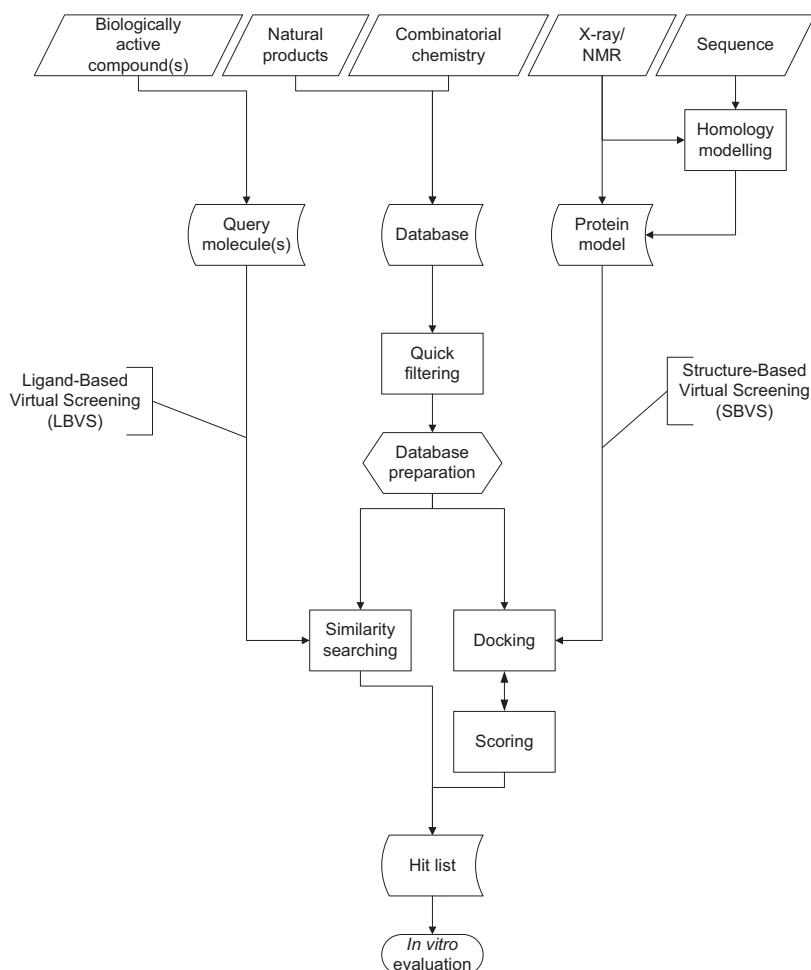 Biologically
active
compound(s)
Natural
products
Combinatorial
chemistry
X-ray/
NMR
Sequence
Homology
modelling
Query
molecule(s)
Database
Protein
model
Quick
filtering
Ligand-Based
Virtual Screening
(LBVS)
Structure-Based
Virtual Screening
(SBVS)
Database
preparation
Similarity
searching
Docking
Scoring
Hit list
In vitro
evaluation